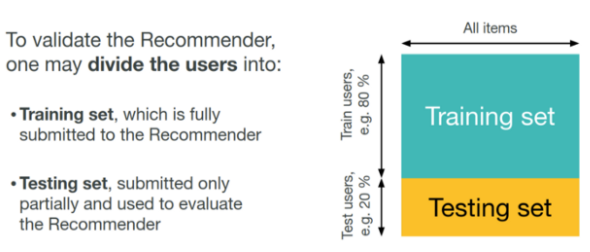 To validate the Recommender,
one may divide the users into:
• Training set, which is fully
submitted to the Recommender
• Testing set, submitted only
partially and used to evaluate
the Recommender
All items
Train users,
e.g. 80 %
Training set
Test users,
e.g. 20 %
Testing set